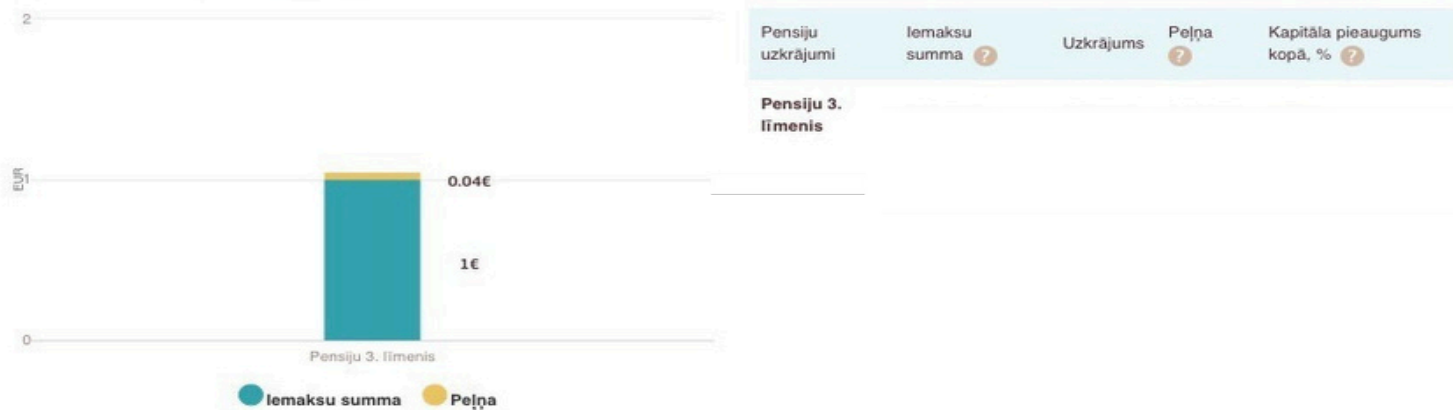 2
EUR
1
0.04€
1€
0
Pensiju 3. līmenis
Iemaksu summa Peļņa
Pensiju uzkrājumi
Iemaksu summa ?
Uzkrājums
Peļņa ?
Kapitāla pieaugums kopā, % ?
Pensiju 3.
līmenis